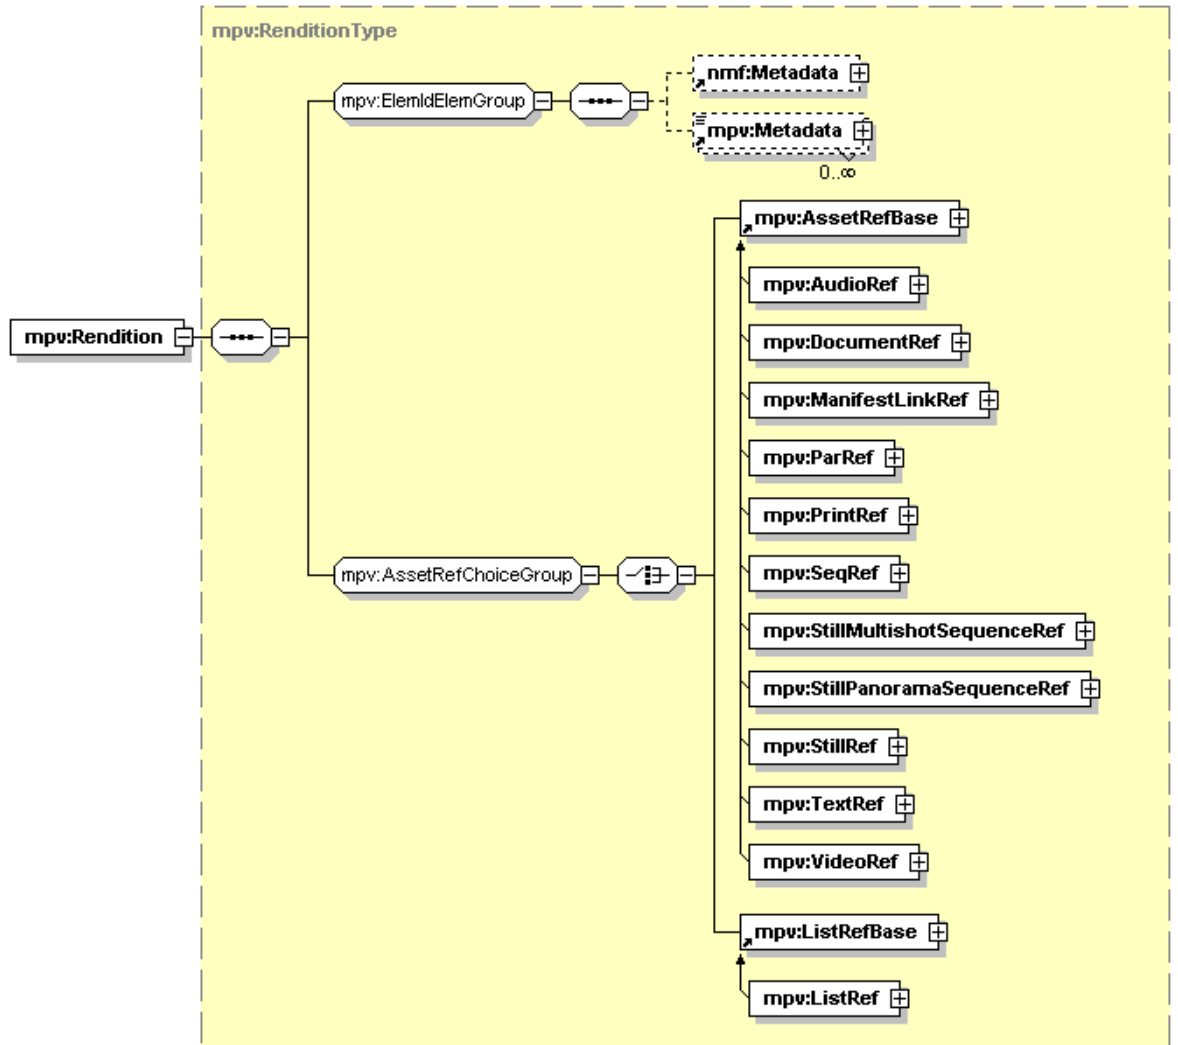 mpv:RenditionType
nmf:Metadata
mpv:ElemIdElemGroup
mpv:Metadata
0..∞
mpv:AssetRefBase
mpv:AudioRef
mpv:Rendition
mpv:DocumentRef
mpv:ManifestLinkRef
mpv:ParRef
mpv:PrintRef
mpv:AssetRefChoiceGroup
mpv:SeqRef
mpv:StillMultishotSequenceRef
mpv:StillPanoramaSequenceRef
mpv:StillRef
mpv:TextRef
mpv:VideoRef
mpv:ListRefBase
mpv:ListRef